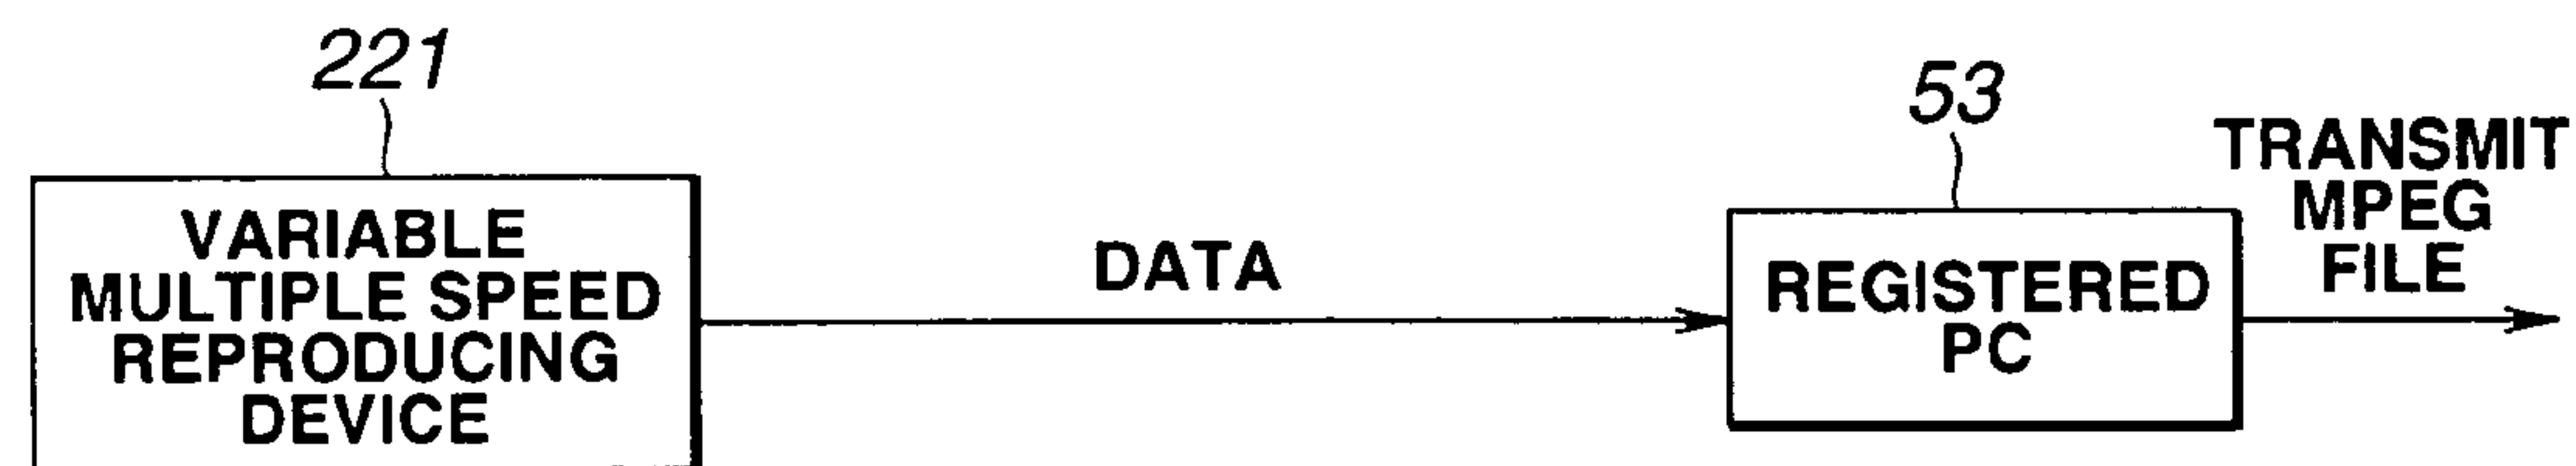 221
VARIABLE
MULTIPLE SPEED
REPRODUCING
DEVICE
DATA
53
REGISTERED
PC
TRANSMIT
MPEG
FILE